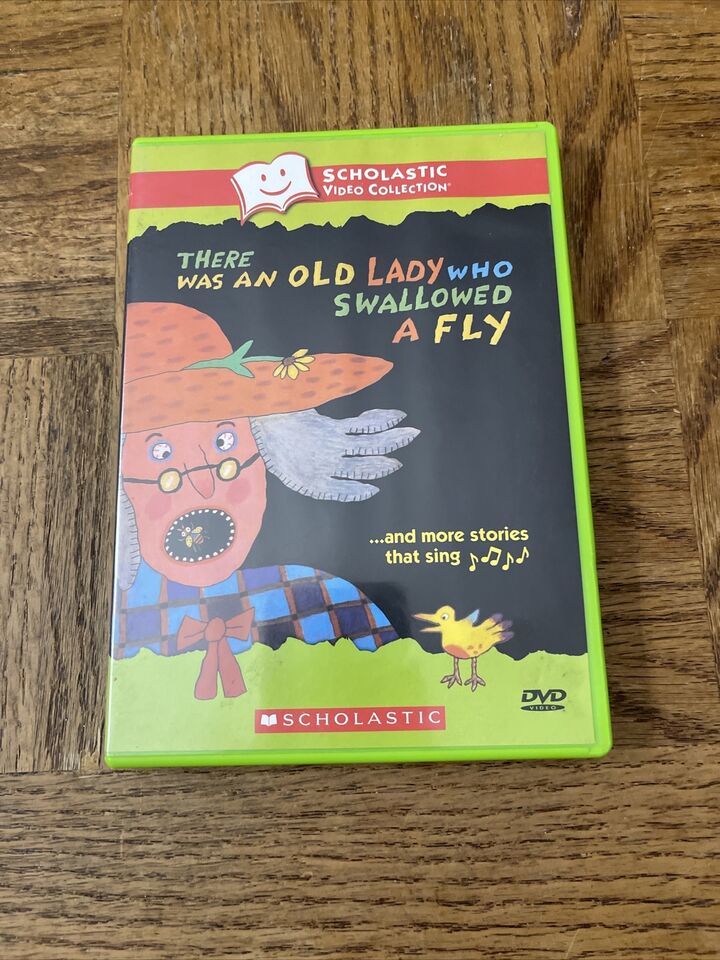 SCHOLASTIC
VIDEO COLLECTION®
THERE
WAS AN OLD LADY WHO
SWALLOWED
A FLY
...and more stories
that sing
SCHOLASTIC
DVD
VIDEO